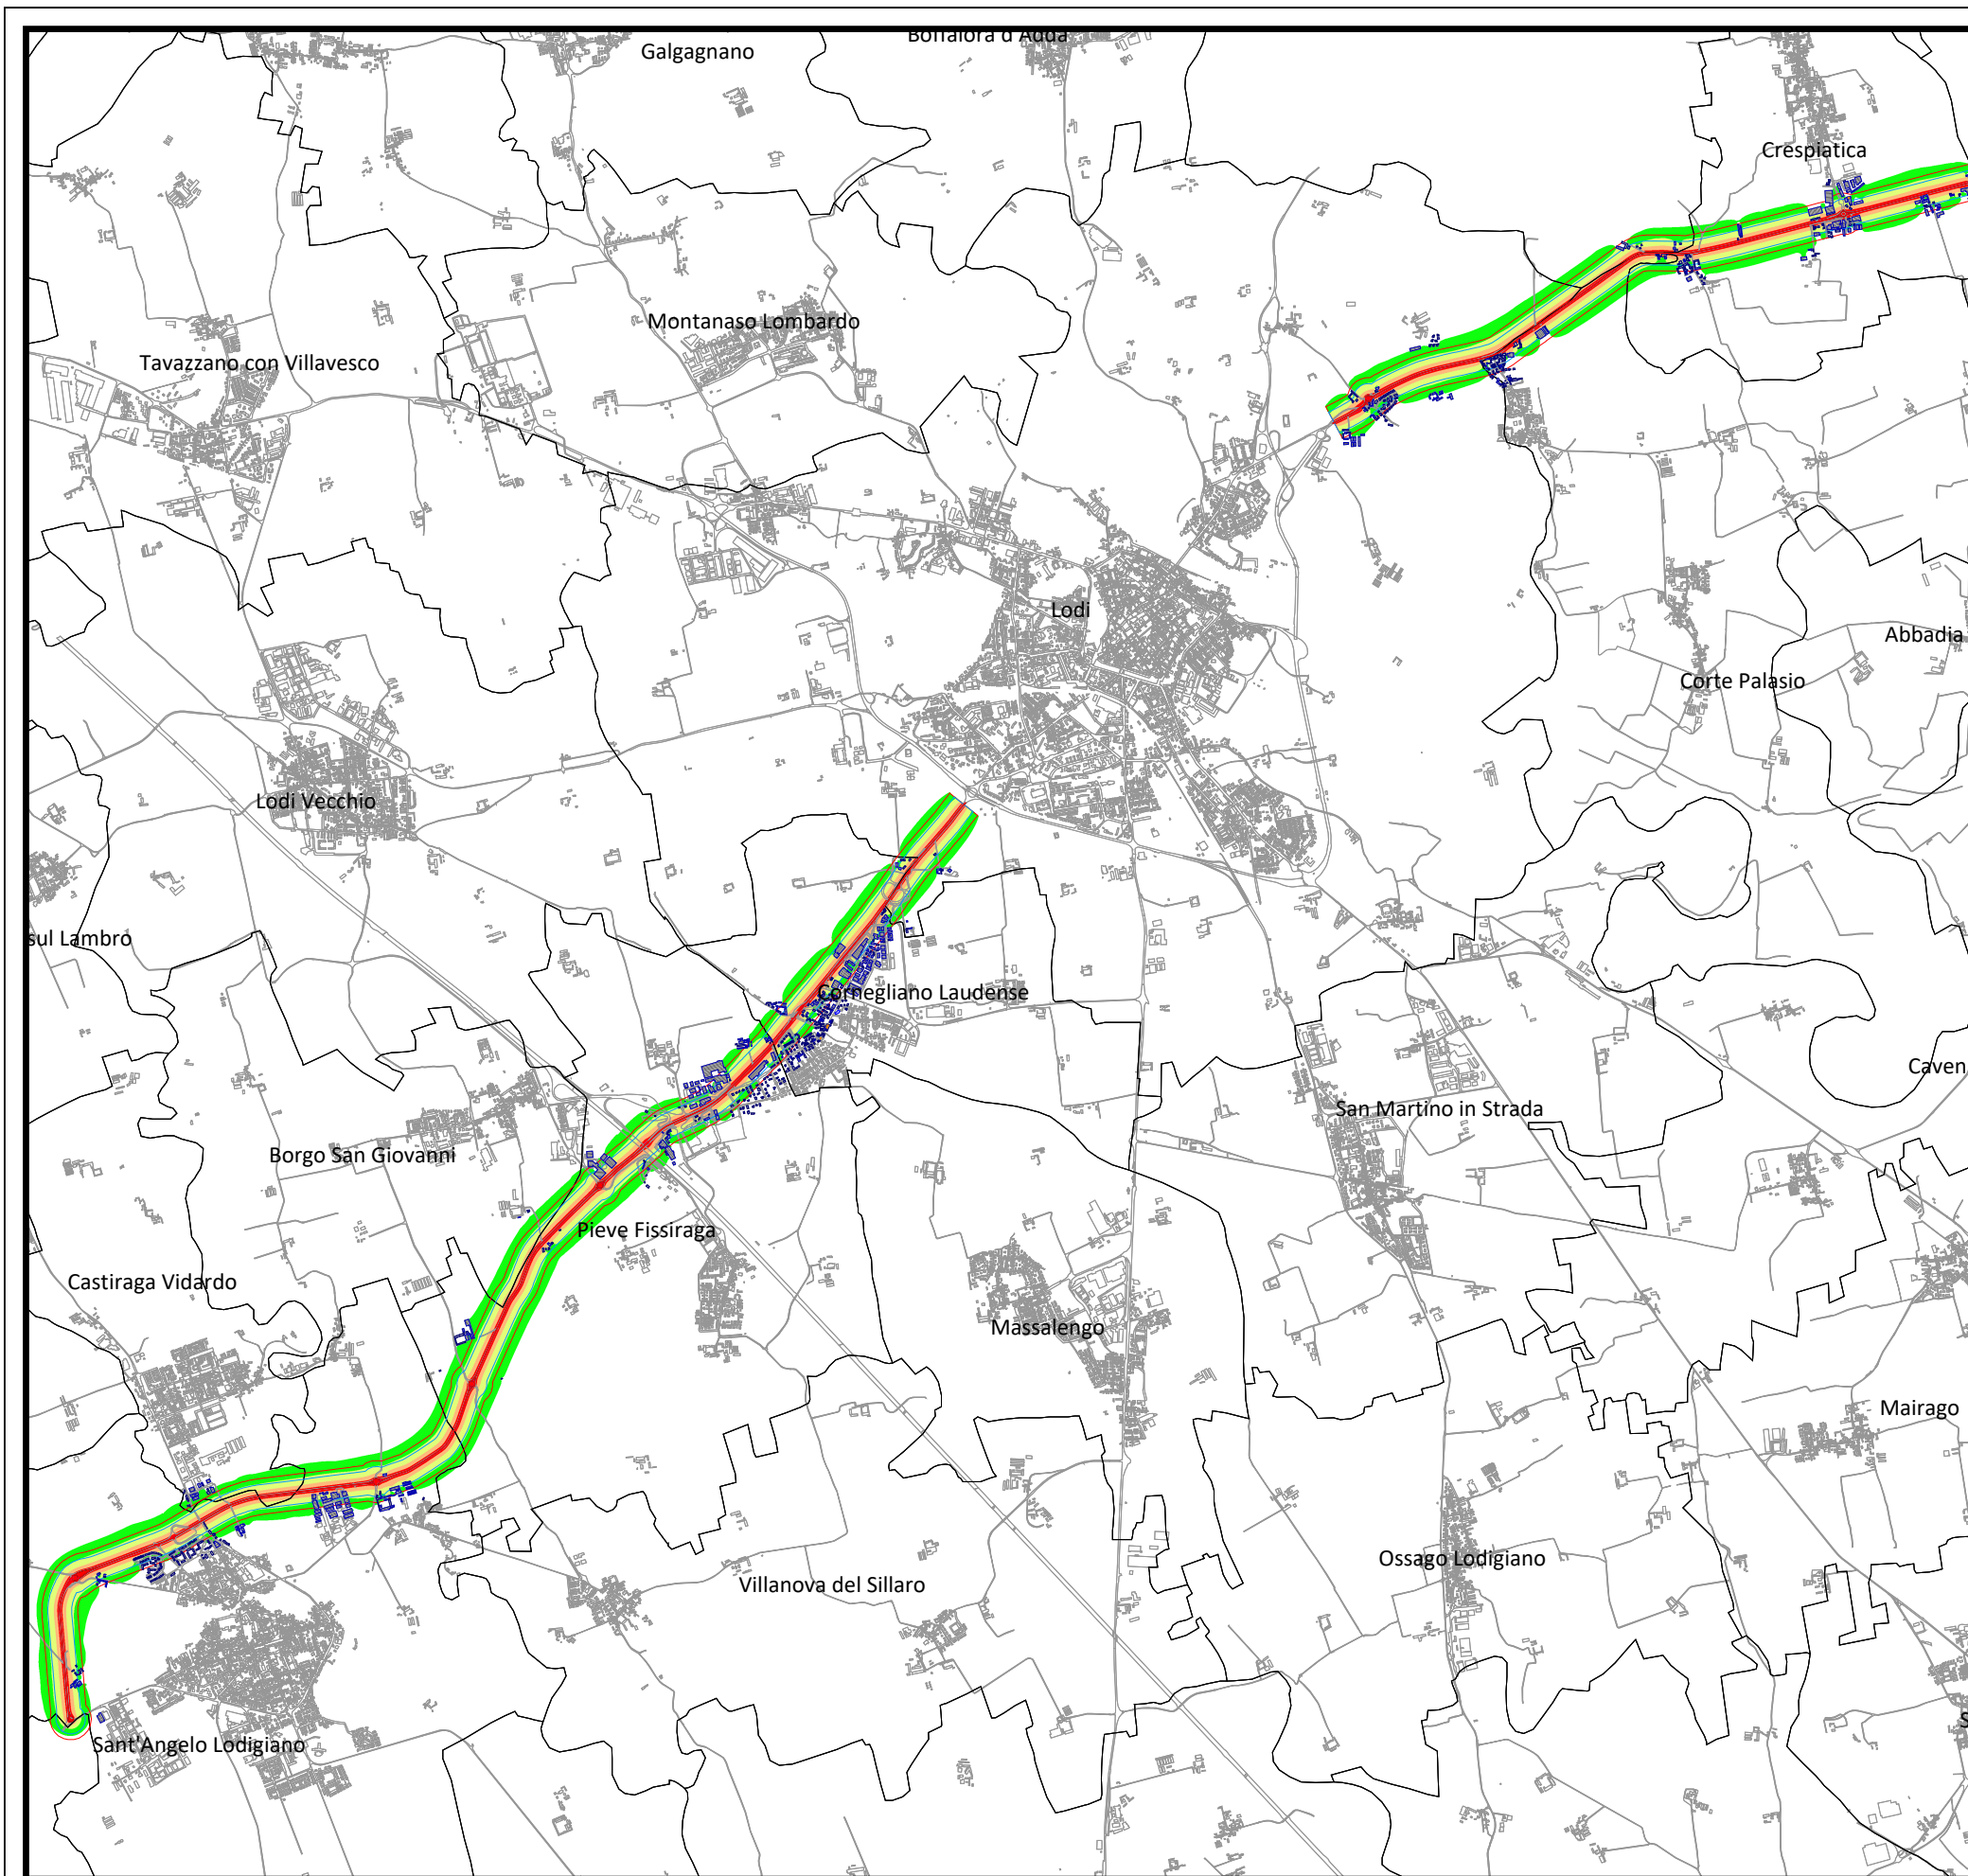 Boffalora d'Adda
Galgagnano
Crespiatica
Montanaso Lombardo
Tavazzano con Villavesco
Lodi
Abbadia
Corte Palasio
Lodi Vecchio
sul Lambro
Cornegliano Laudense
Caven
San Martino in Strada
Borgo San Giovanni
Pieve Fissiraga
Castiraga Vidardo
Massalengo
Mairago
Ossago Lodigiano
Villanova del Sillaro
S
Sant'Angelo Lodigiano